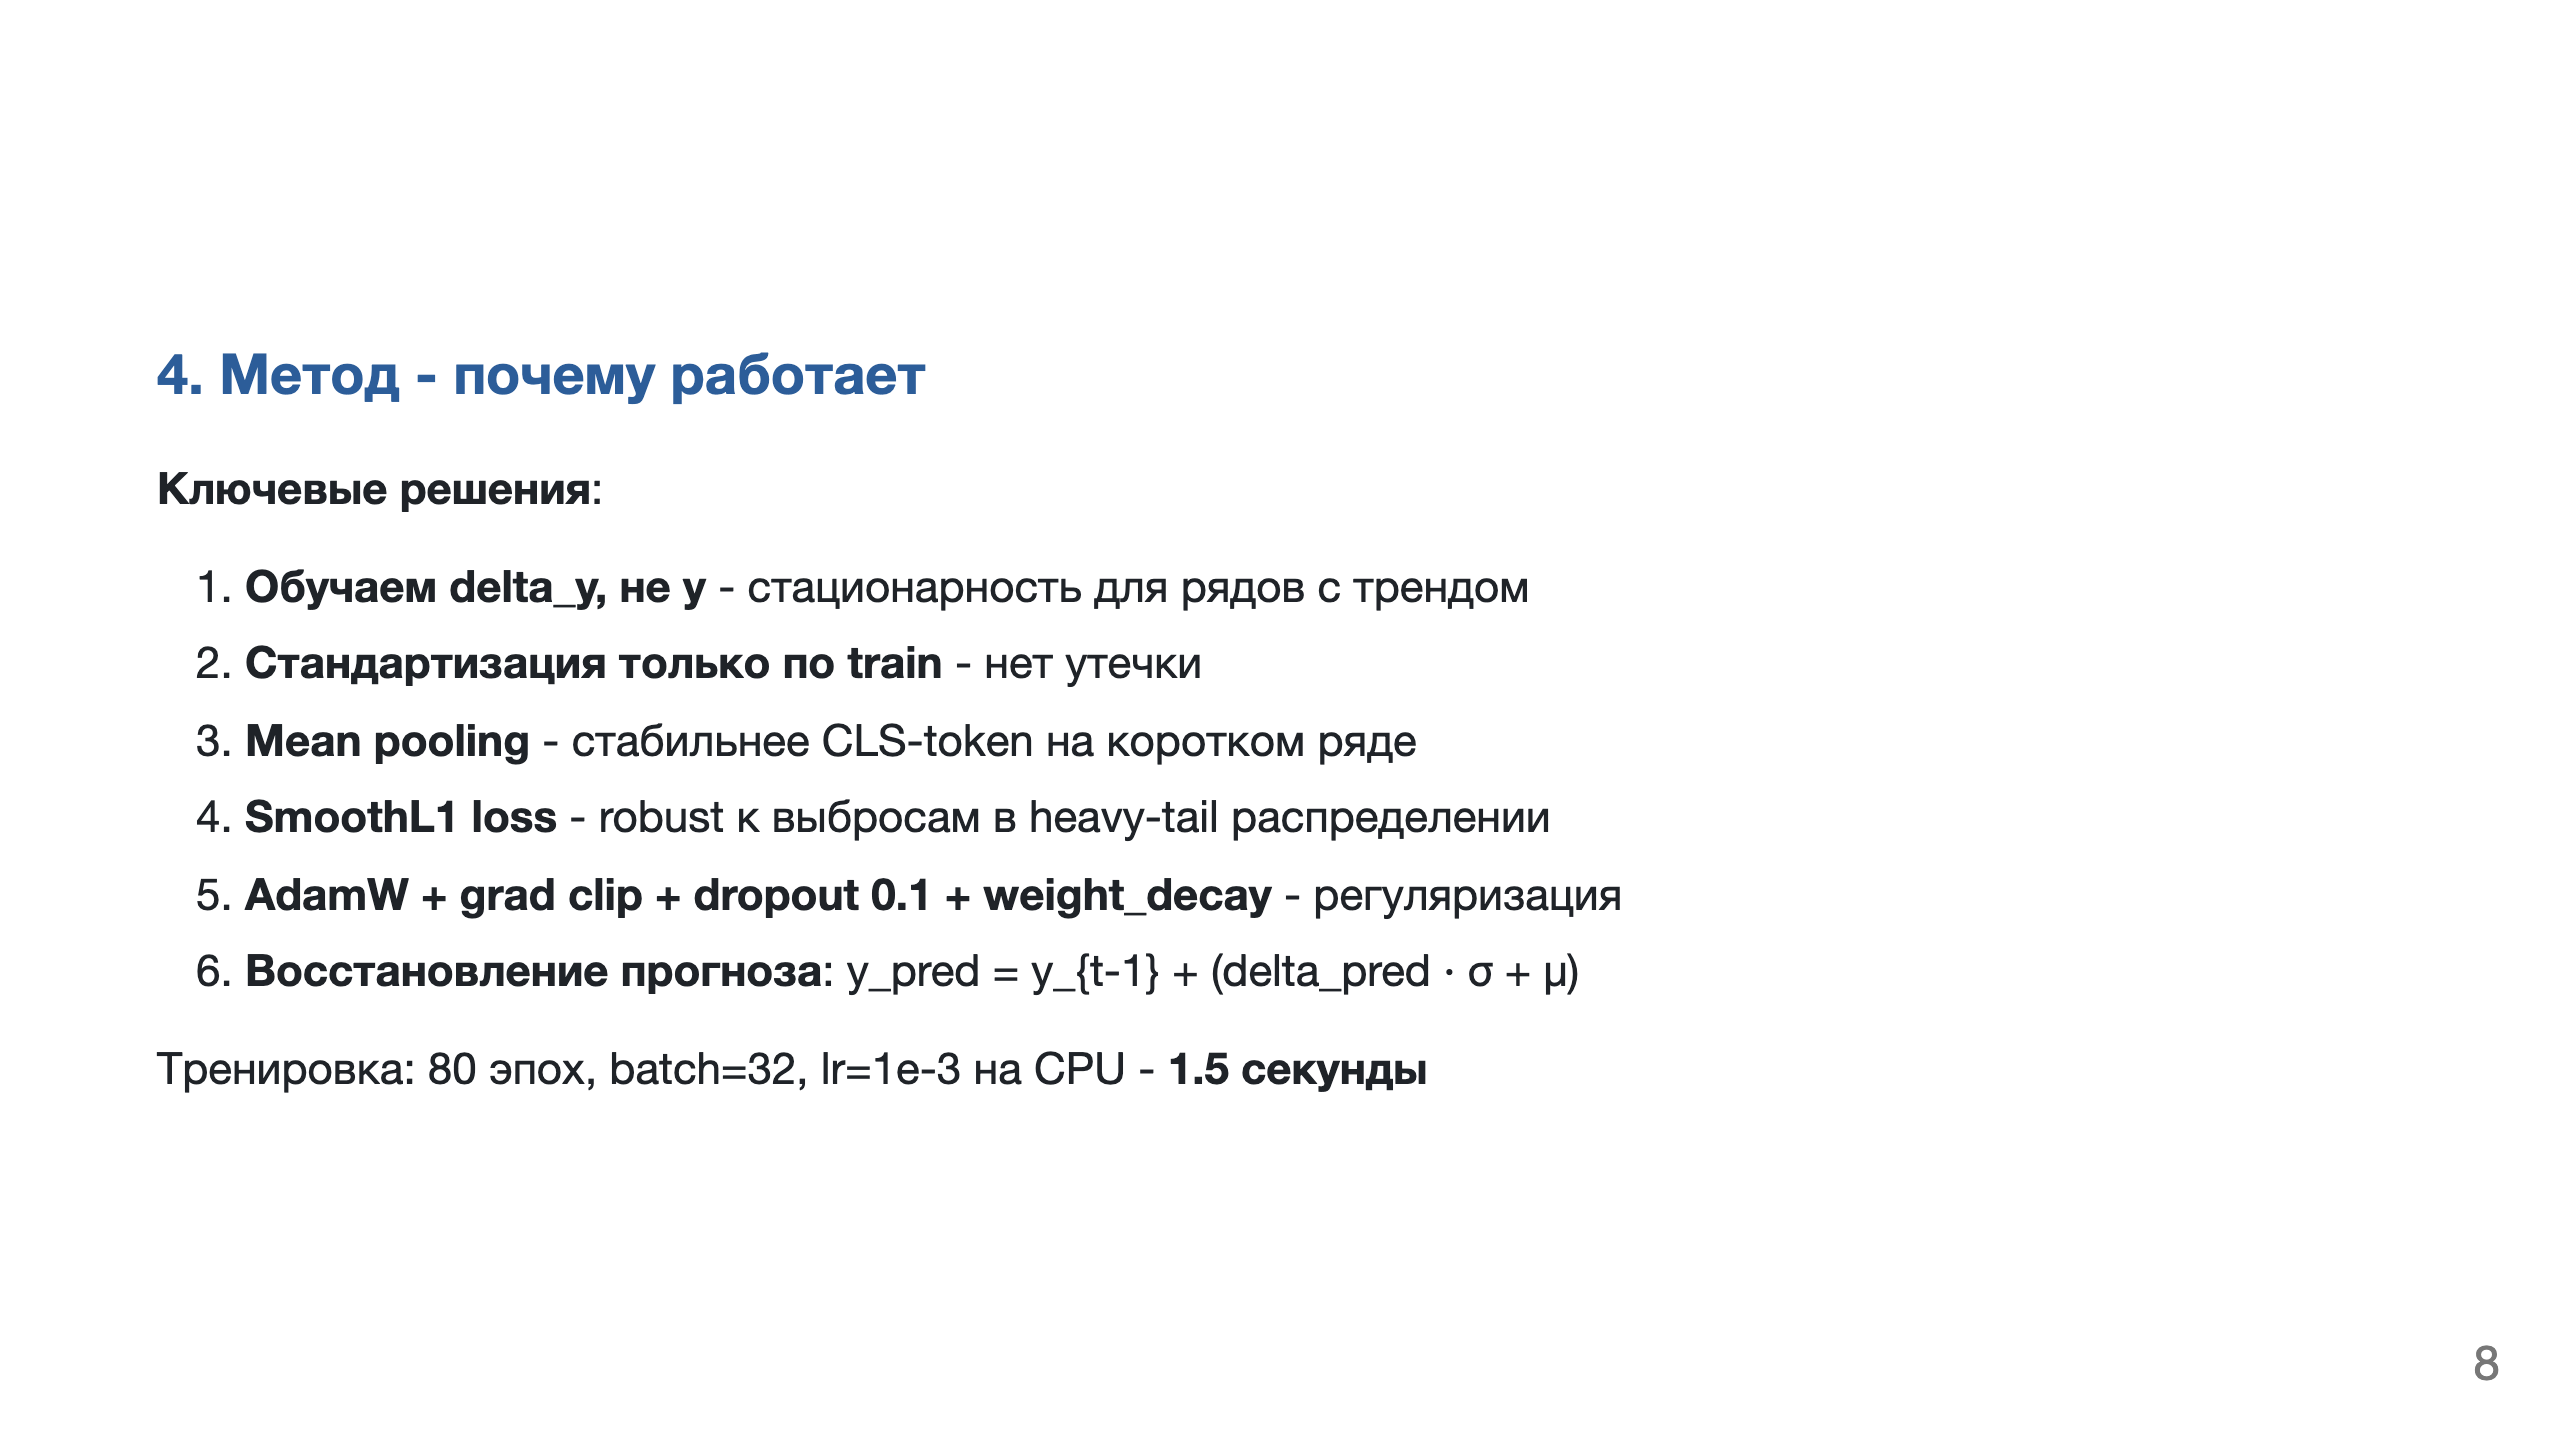 4. Метод - почему работает
Ключевые решения:
1. Обучаем delta_y, не y - стационарность для рядов с трендом
2. Стандартизация только по train - нет утечки
3. Mean pooling - стабильнее CLS-token на коротком ряде
4. SmoothL1 loss - robust к выбросам в heavy-tail распределении
5. AdamW + grad clip + dropout 0.1 + weight_decay - регуляризация
6. Восстановление прогноза: y_pred = y_{t-1} + (delta_pred · σ + μ)
Тренировка: 80 эпох, batch=32, lr=1e-3 на CPU - 1.5 секунды
8